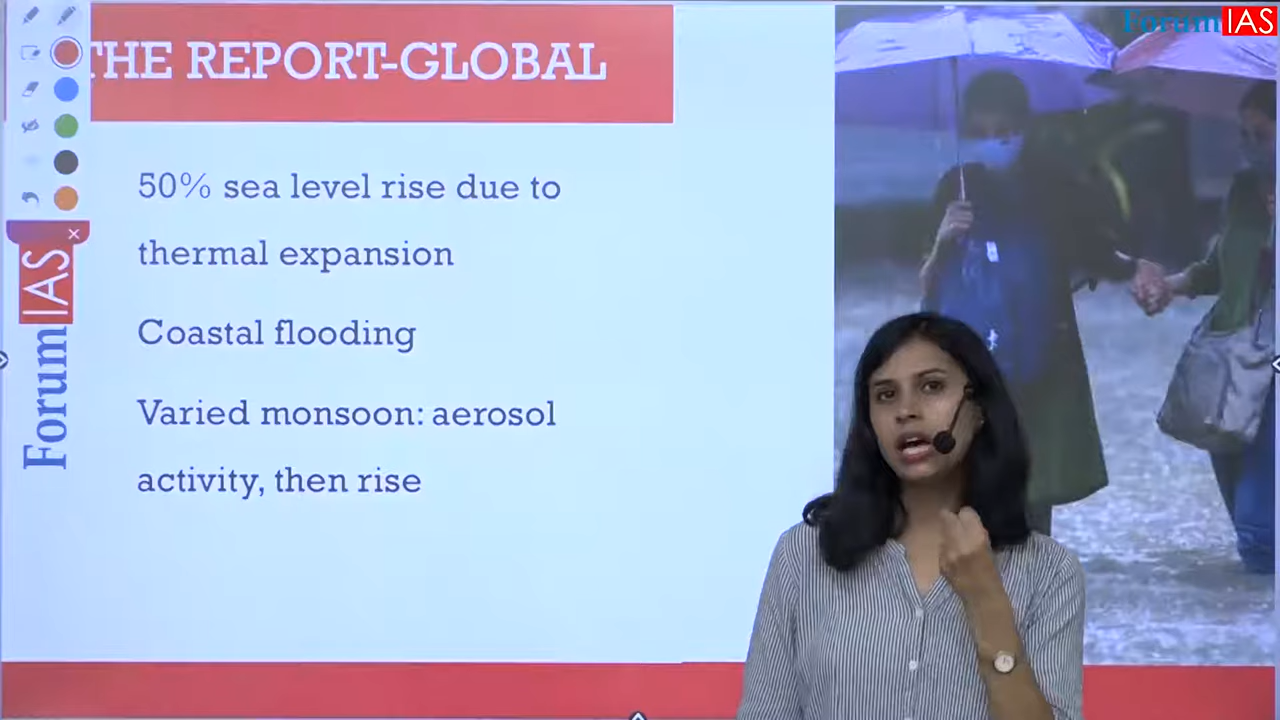 THE REPORT-GLOBAL
Forum IAS
50% sea level rise due to
thermal expansion
Coastal flooding
Varied monsoon: aerosol
activity, then rise
Forum IAS